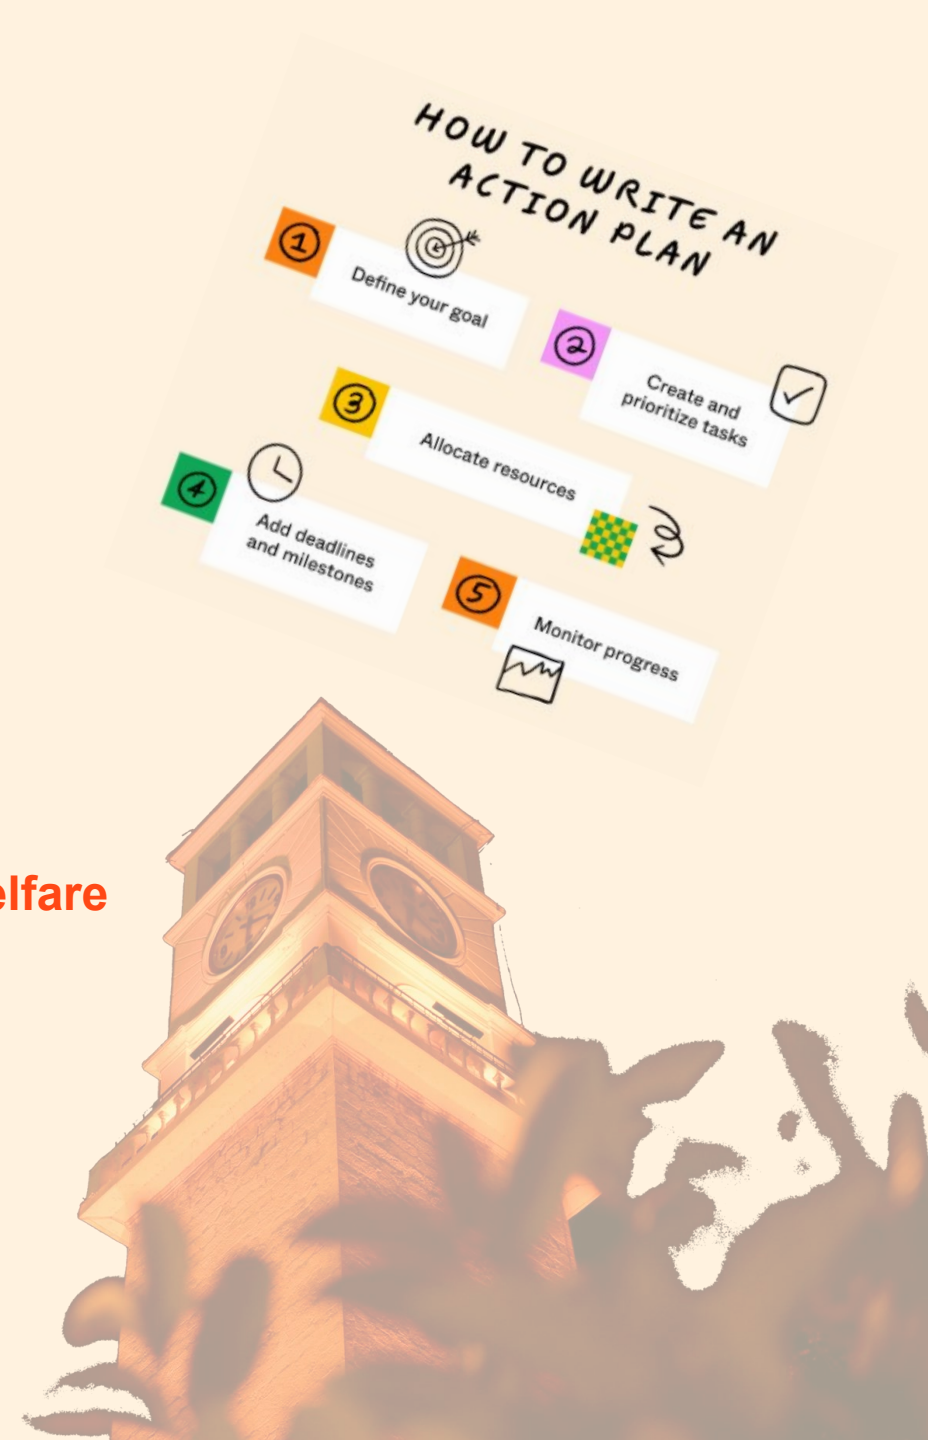 HOW TO WRITE AN
ACTION PLAN
1
Define your goal
2
Create and
prioritize tasks
3
Allocate resources
4
Add deadlines
and milestones
5
Monitor progress
elfare